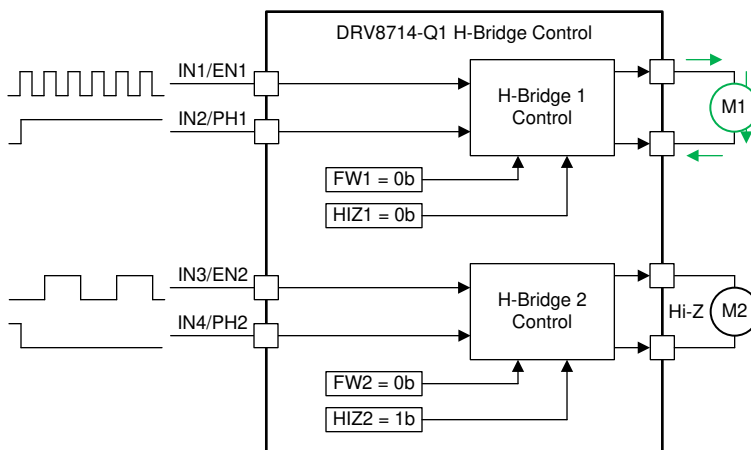 DRV8714-Q1 H-Bridge Control
IN1/EN1
IN2/PH1
H-Bridge 1
Control
M1
FW1 = 0b
HIZ1 = 0b
IN3/EN2
IN4/PH2
H-Bridge 2
Control
Hi-Z
M2
FW2 = 0b
HIZ2 = 1b